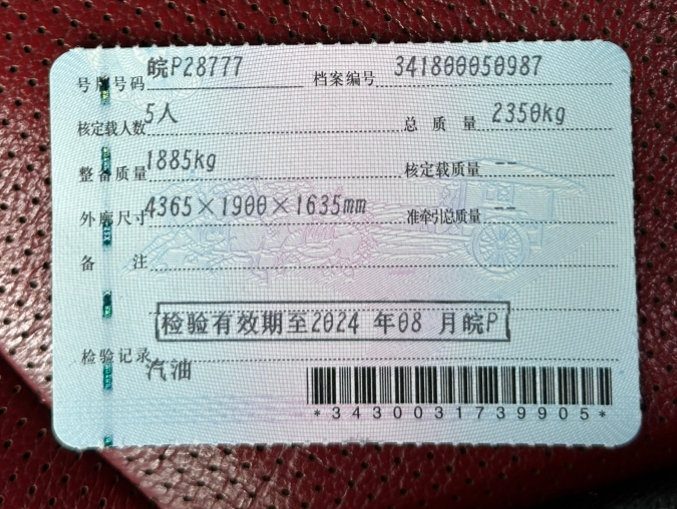 号牌号码 皖P28777 档案编号 341800050987
核定载人数 5人 总质量 2350kg
整备质量 1885kg 核定载质量 --
外廓尺寸 4365×1900×1635mm 准牵引总质量 --
备注
检验有效期至2024 年08 月皖P
检验记录
汽油
*3430031739905*